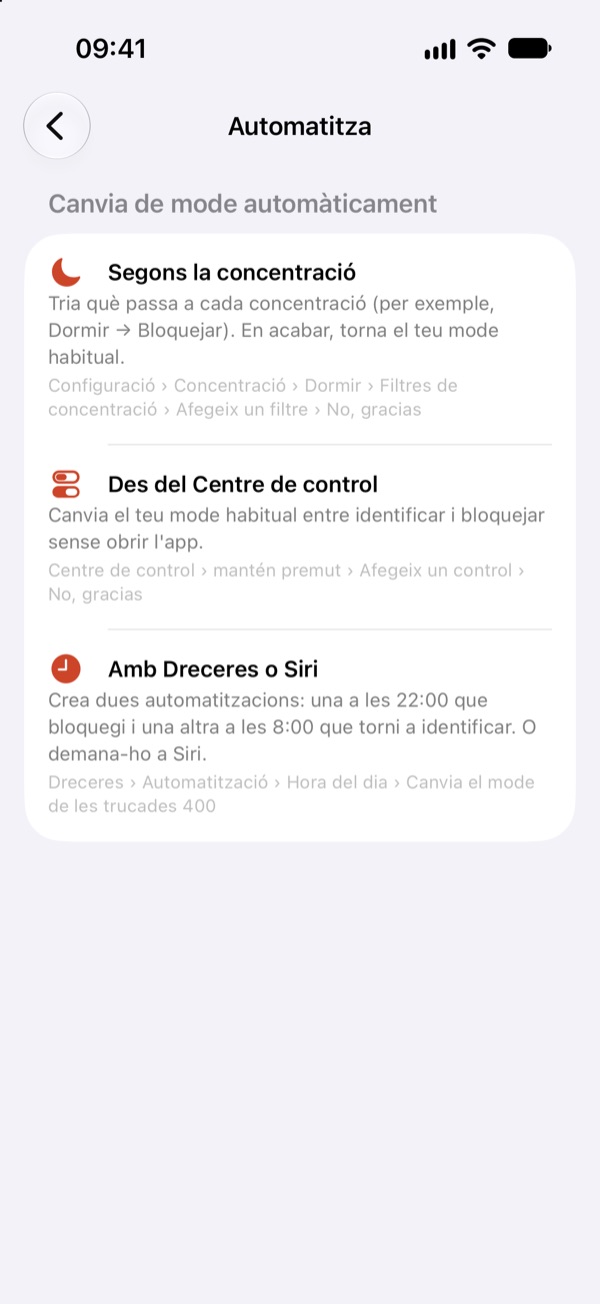 09:41
Automatitza
Canvia de mode automàticament
Segons la concentració
Tria què passa a cada concentració (per exemple,
Dormir → Bloquejar). En acabar, torna el teu mode
habitual.
Configuració › Concentració › Dormir › Filtres de
concentració › Afegeix un filtre › No, gracias
Des del Centre de control
Canvia el teu mode habitual entre identificar i bloquejar
sense obrir l'app.
Centre de control › mantén premut › Afegeix un control ›
No, gracias
Amb Dreceres o Siri
Crea dues automatitzacions: una a les 22:00 que
bloquegi i una altra a les 8:00 que torni a identificar. O
demana-ho a Siri.
Dreceres › Automatització › Hora del dia › Canvia el mode
de les trucades 400